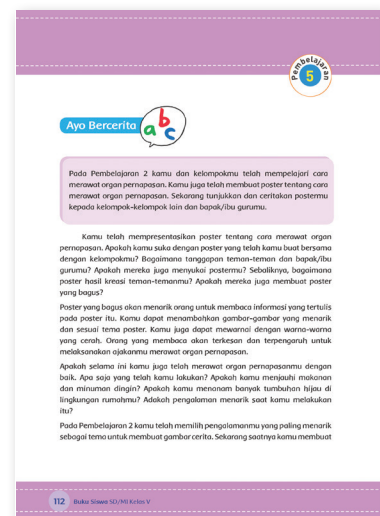 Pembelajaran
5
Ayo Bercerita
abc
Pada Pembelajaran 2 kamu dan kelompokmu telah mempelajari cara
merawat organ pernapasan. Kamu juga telah membuat poster tentang cara
merawat organ pernapasan. Sekarang tunjukkan dan ceritakan postermu
kepada kelompok-kelompok lain dan bapak/ibu gurumu.
Kamu telah mempresentasikan poster tentang cara merawat organ
pernapasan. Apakah kamu suka dengan poster yang telah kamu buat bersama
dengan kelompokmu? Bagaimana tanggapan teman-teman dan bapak/ibu
gurumu? Apakah mereka juga menyukai postermu? Sebaliknya, bagaimana
poster hasil kreasi teman-temanmu? Apakah mereka juga membuat poster
yang bagus?
Poster yang bagus akan menarik orang untuk membaca informasi yang tertulis
pada poster itu. Kamu dapat menambahkan gambar-gambar yang menarik
dan sesuai tema poster. Kamu juga dapat mewarnai dengan warna-warna
yang cerah. Orang yang membaca akan terkesan dan terpengaruh untuk
melaksanakan ajakanmu merawat organ pernapasan.
Apakah selama ini kamu juga telah merawat organ pernapasanmu dengan
baik. Apa saja yang telah kamu lakukan? Apakah kamu menjauhi makanan
dan minuman dingin? Apakah kamu menanam banyak tumbuhan hijau di
lingkungan rumahmu? Adakah pengalaman menarik saat kamu melakukan
itu?
Pada Pembelajaran 2 kamu telah memilih pengalamanmu yang paling menarik
sebagai tema untuk membuat gambar cerita. Sekarang saatnya kamu membuat
112 Buku Siswa SD/MI Kelas V